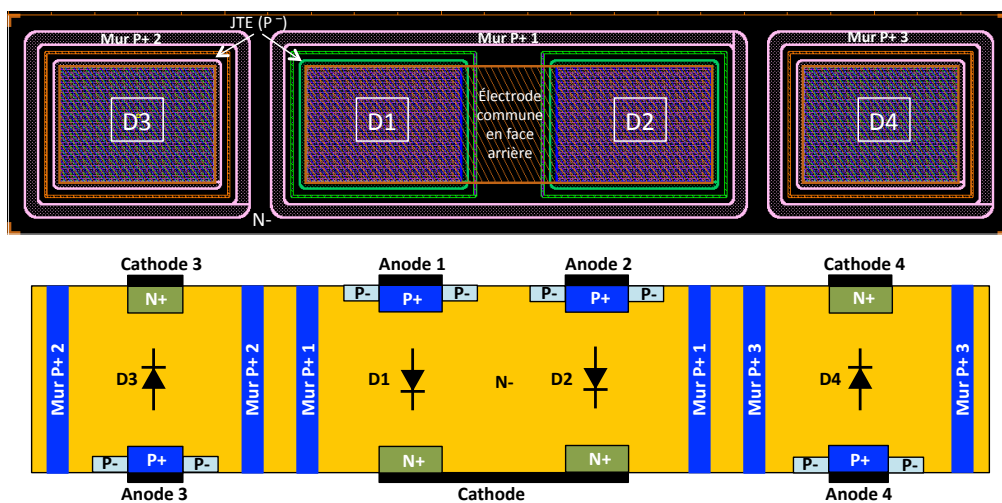 JTE (P⁻)
Mur P+ 2
Mur P+ 1
Mur P+ 3
D3
D1
Électrode
commune
en face
arrière
D2
D4
N-
Cathode 3
Anode 1
Anode 2
Cathode 4
N+
P-
P+
P-
P-
P+
P-
N+
Mur P+ 2
D3
Mur P+ 2
Mur P+ 1
D1
N-
D2
Mur P+ 1
Mur P+ 3
D4
Mur P+ 3
P-
P+
P-
N+
N+
P-
P+
P-
Anode 3
Cathode
Anode 4